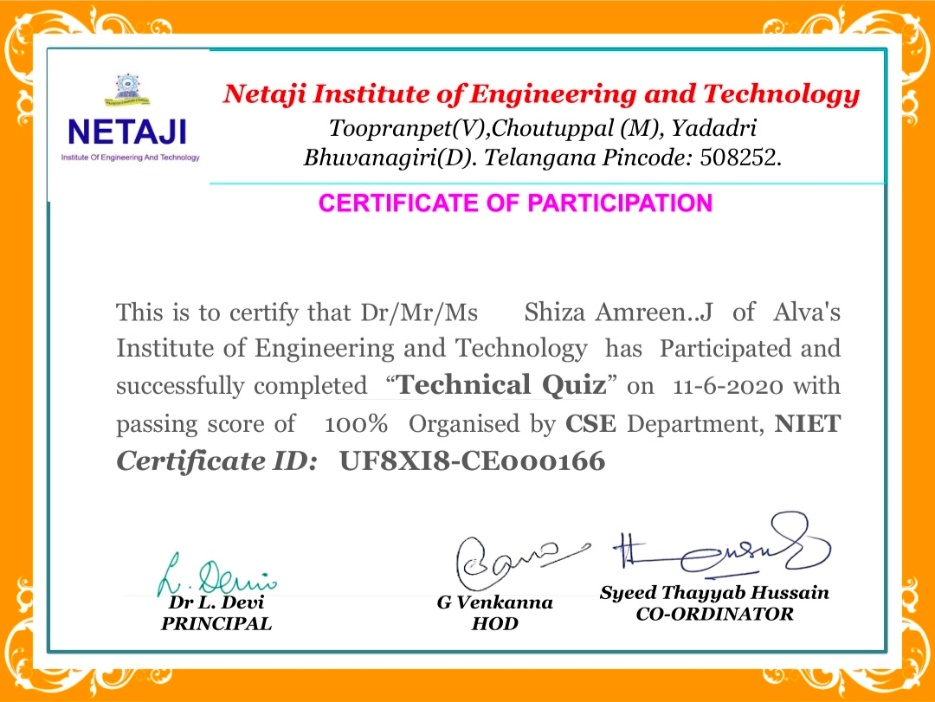 NETAJI
Institute Of Engineering And Technology
Netaji Institute of Engineering and Technology
Toopranpet(V),Choutuppal (M), Yadadri
Bhuvanagiri(D). Telangana Pincode: 508252.
CERTIFICATE OF PARTICIPATION
This is to certify that Dr/Mr/Ms Shiza Amreen..J of Alva's
Institute of Engineering and Technology has Participated and
successfully completed “Technical Quiz” on 11-6-2020 with
passing score of 100% Organised by CSE Department, NIET
Certificate ID: UF8XI8-CE000166
L. Devi
Dr L. Devi
PRINCIPAL
G Venkanna
HOD
Syeed Thayyab Hussain
CO-ORDINATOR